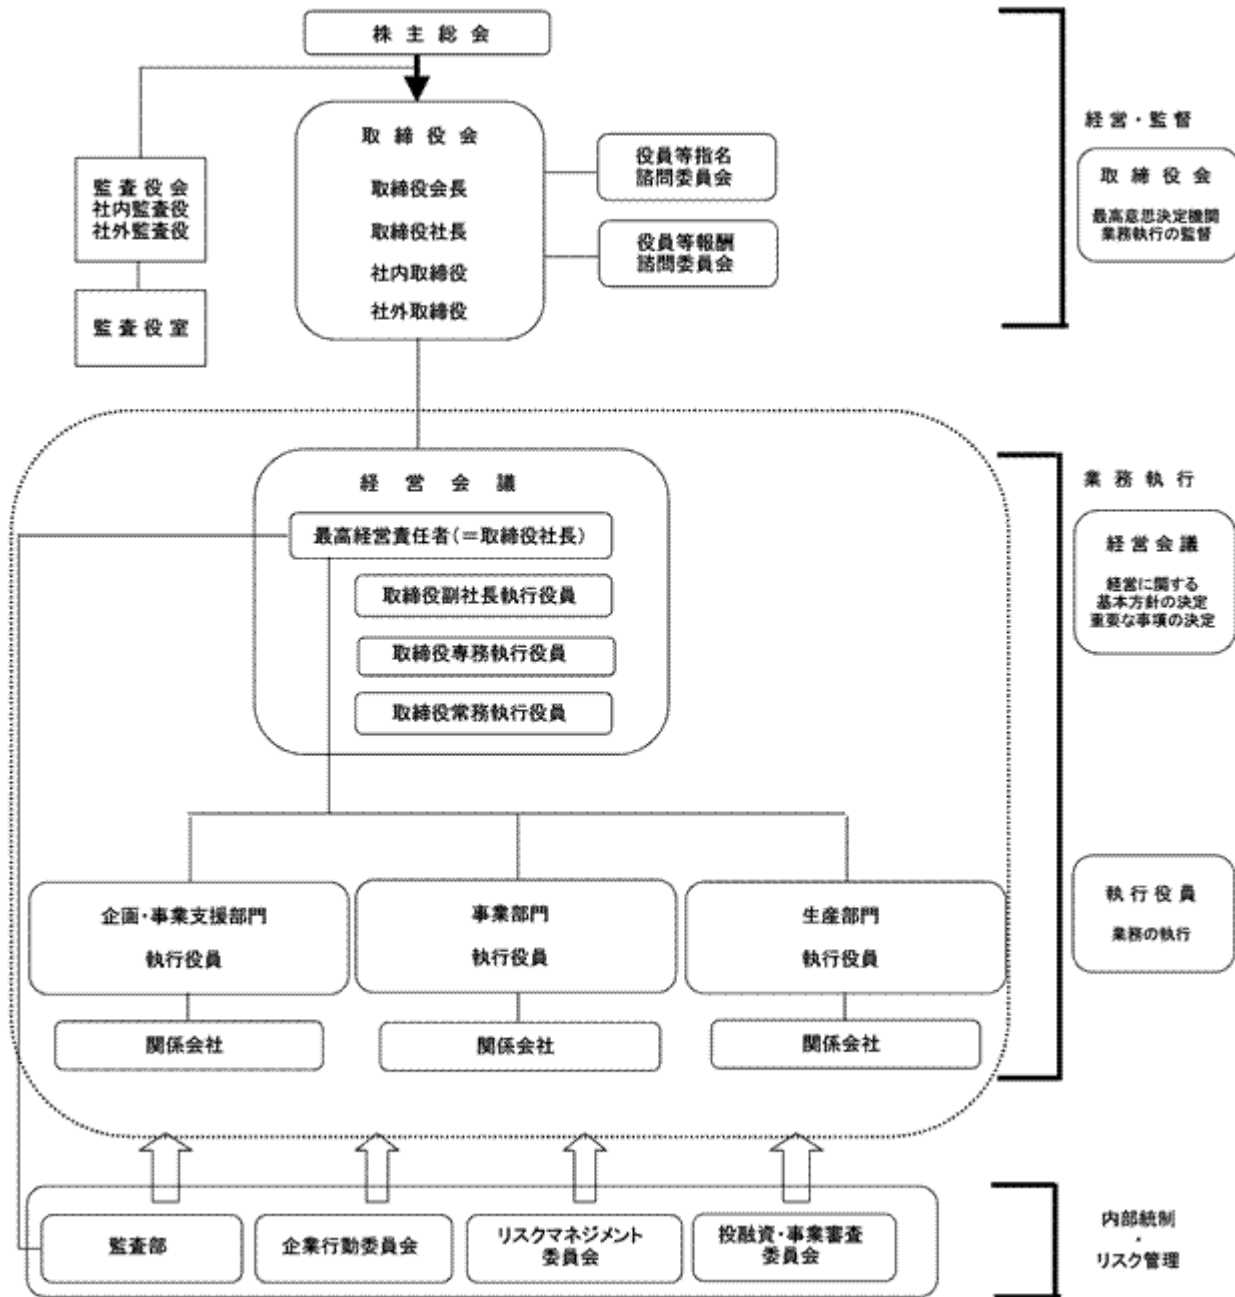 株主総会
取締役会
取締役会長
取締役社長
社内取締役
社外取締役
監査役会
社内監査役
社外監査役
監査役室
役員等指名
諮問委員会
役員等報酬
諮問委員会
経営・監督
取締役会
最高意思決定機関
業務執行の監督
経営会議
最高経営責任者(＝取締役社長)
取締役副社長執行役員
取締役専務執行役員
取締役常務執行役員
業務執行
経営会議
経営に関する
基本方針の決定
重要な事項の決定
企画・事業支援部門
執行役員
事業部門
執行役員
生産部門
執行役員
執行役員
業務の執行
関係会社
関係会社
関係会社
監査部
企業行動委員会
リスクマネジメント
委員会
投融資・事業審査
委員会
内部統制
・
リスク管理